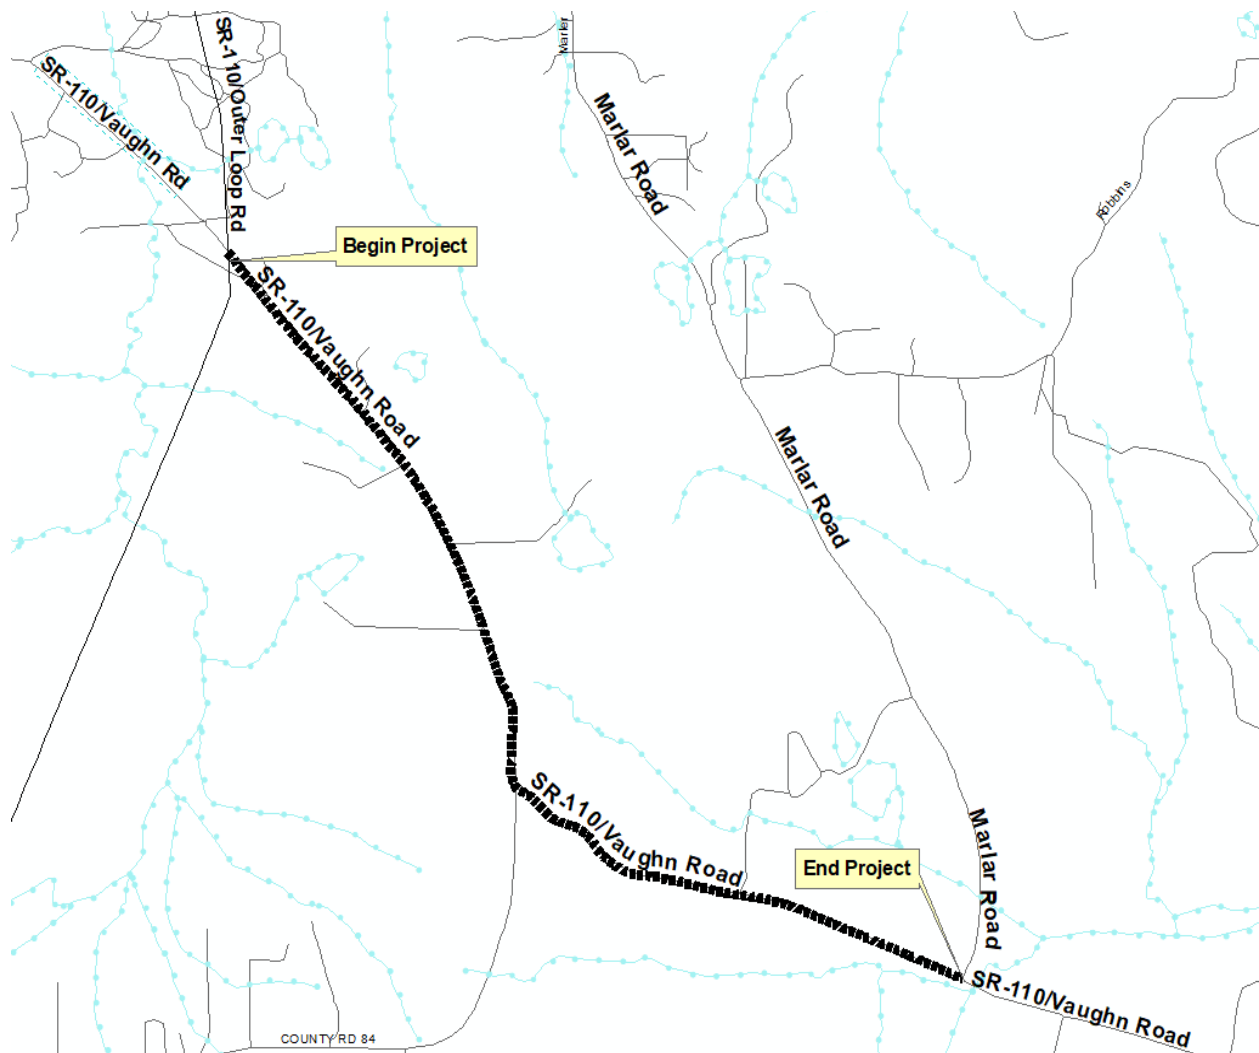 SR-110/Outer Loop Rd
Marler
SR-110/Vaughn Rd
Marlar Road
Robbins
Begin Project
SR-110/Vaughn Road
Marlar Road
SR-110/Vaughn Road
End Project
Marlar Road
SR-110/Vaughn Road
COUNTY RD 84